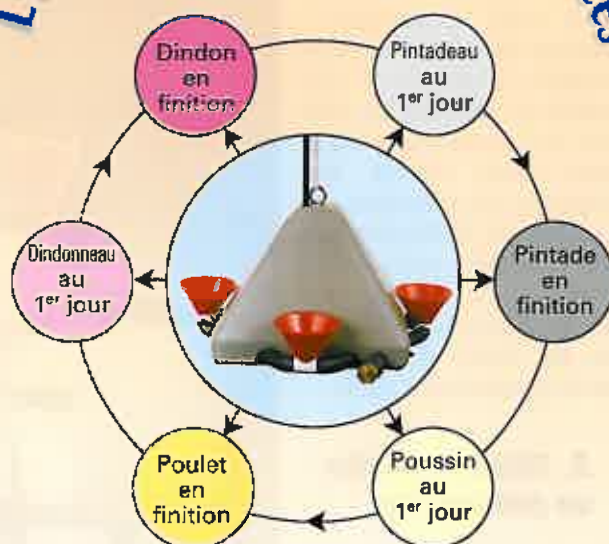 Dindon
en
finition
Pintadeau
au
1er jour
Dindonneau
au
1er jour
Pintade
en
finition
Poulet
en
finition
Poussin
au
1er jour